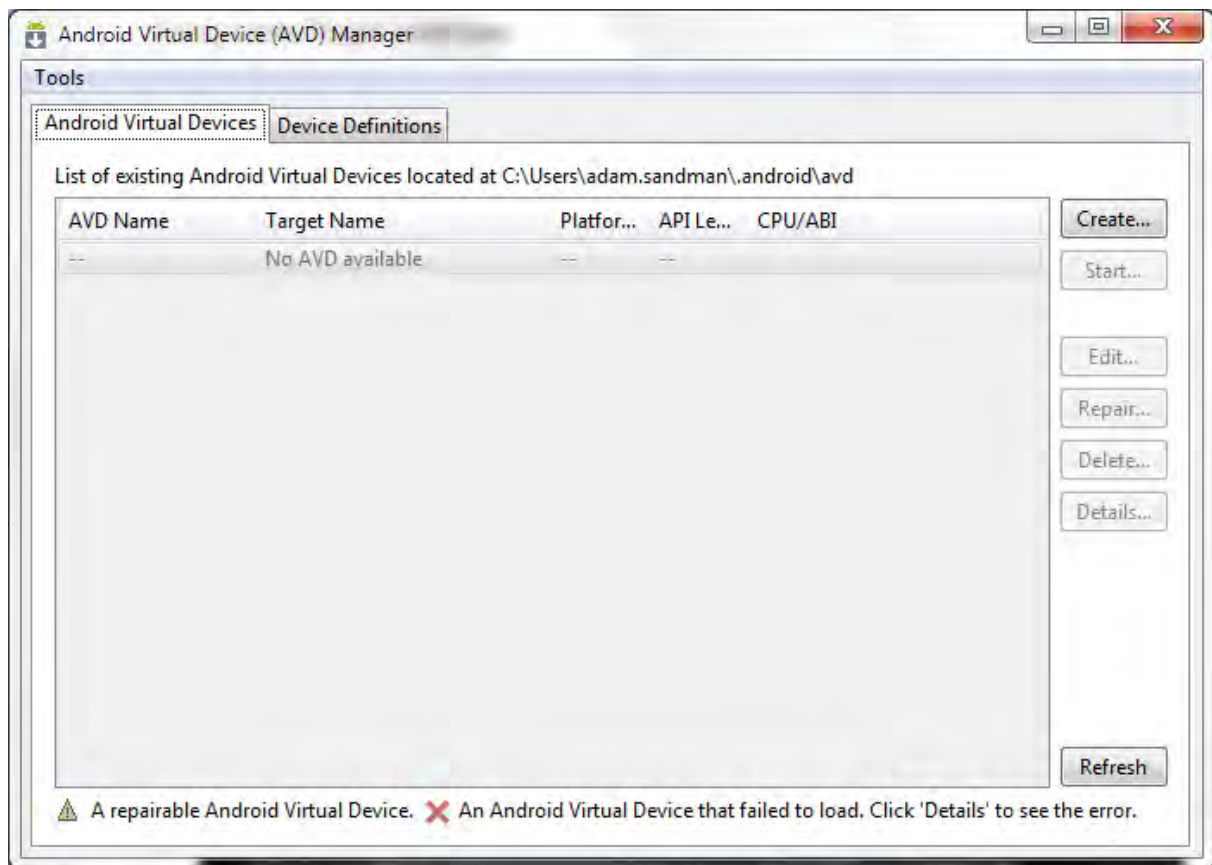 Android Virtual Device (AVD) Manager
Tools
Android Virtual Devices Device Definitions
List of existing Android Virtual Devices located at C:\Users\adam.sandman\.android\avd
AVD Name Target Name Platfor... API Le... CPU/ABI
-- No AVD available -- --
Create...
Start...
Edit...
Repair...
Delete...
Details...
Refresh
A repairable Android Virtual Device. An Android Virtual Device that failed to load. Click 'Details' to see the error.